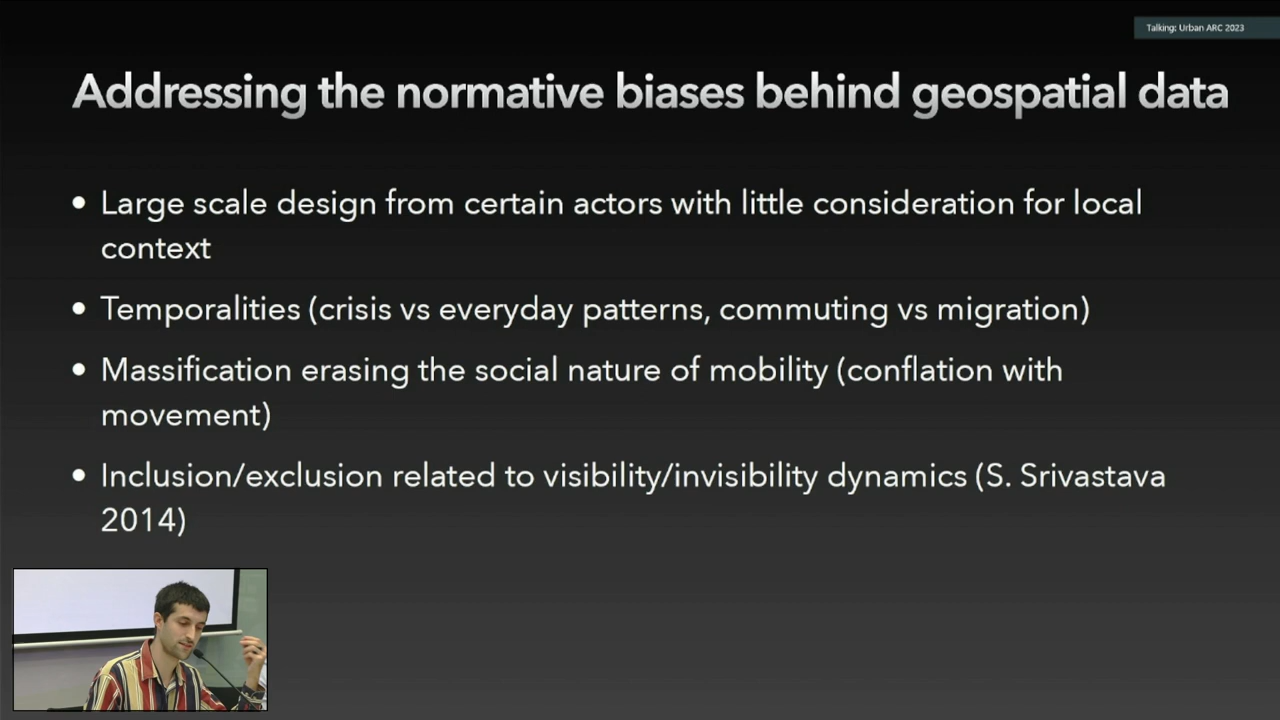 Talking: Urban ARC 2023
Addressing the normative biases behind geospatial data
• Large scale design from certain actors with little consideration for local
context
• Temporalities (crisis vs everyday patterns, commuting vs migration)
• Massification erasing the social nature of mobility (conflation with
movement)
• Inclusion/exclusion related to visibility/invisibility dynamics (S. Srivastava
2014)